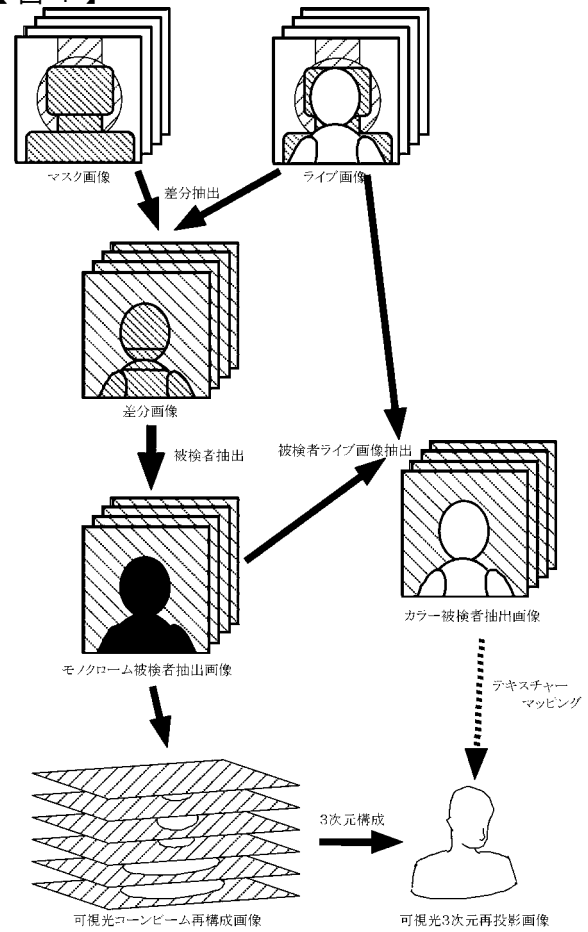 マスク画像
ライブ画像
差分抽出
差分画像
被検者抽出
被検者ライブ画像抽出
モノクローム被検者抽出画像
カラー被検者抽出画像
テキスチャー
マッピング
3次元構成
可視光コーンビーム再構成画像
可視光3次元再投影画像